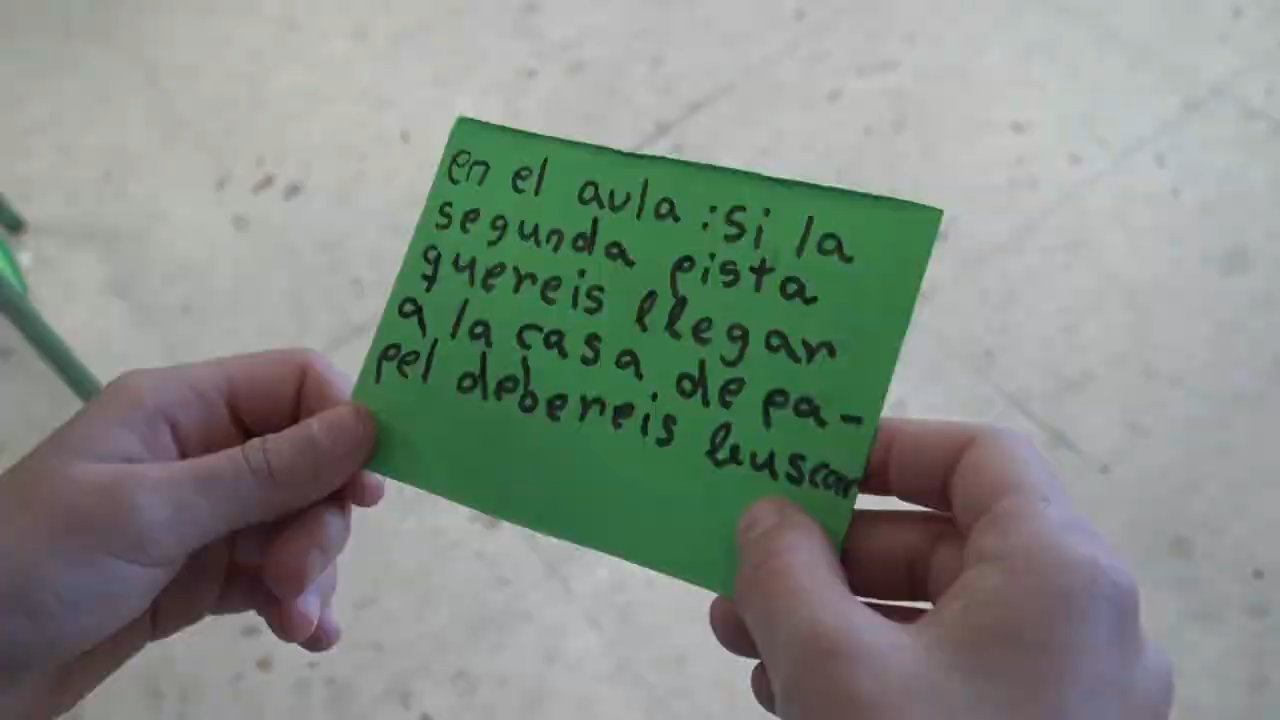 en el aula: Si la
segunda pista
quereis llegar
a la casa de pa-
pel debereis buscar